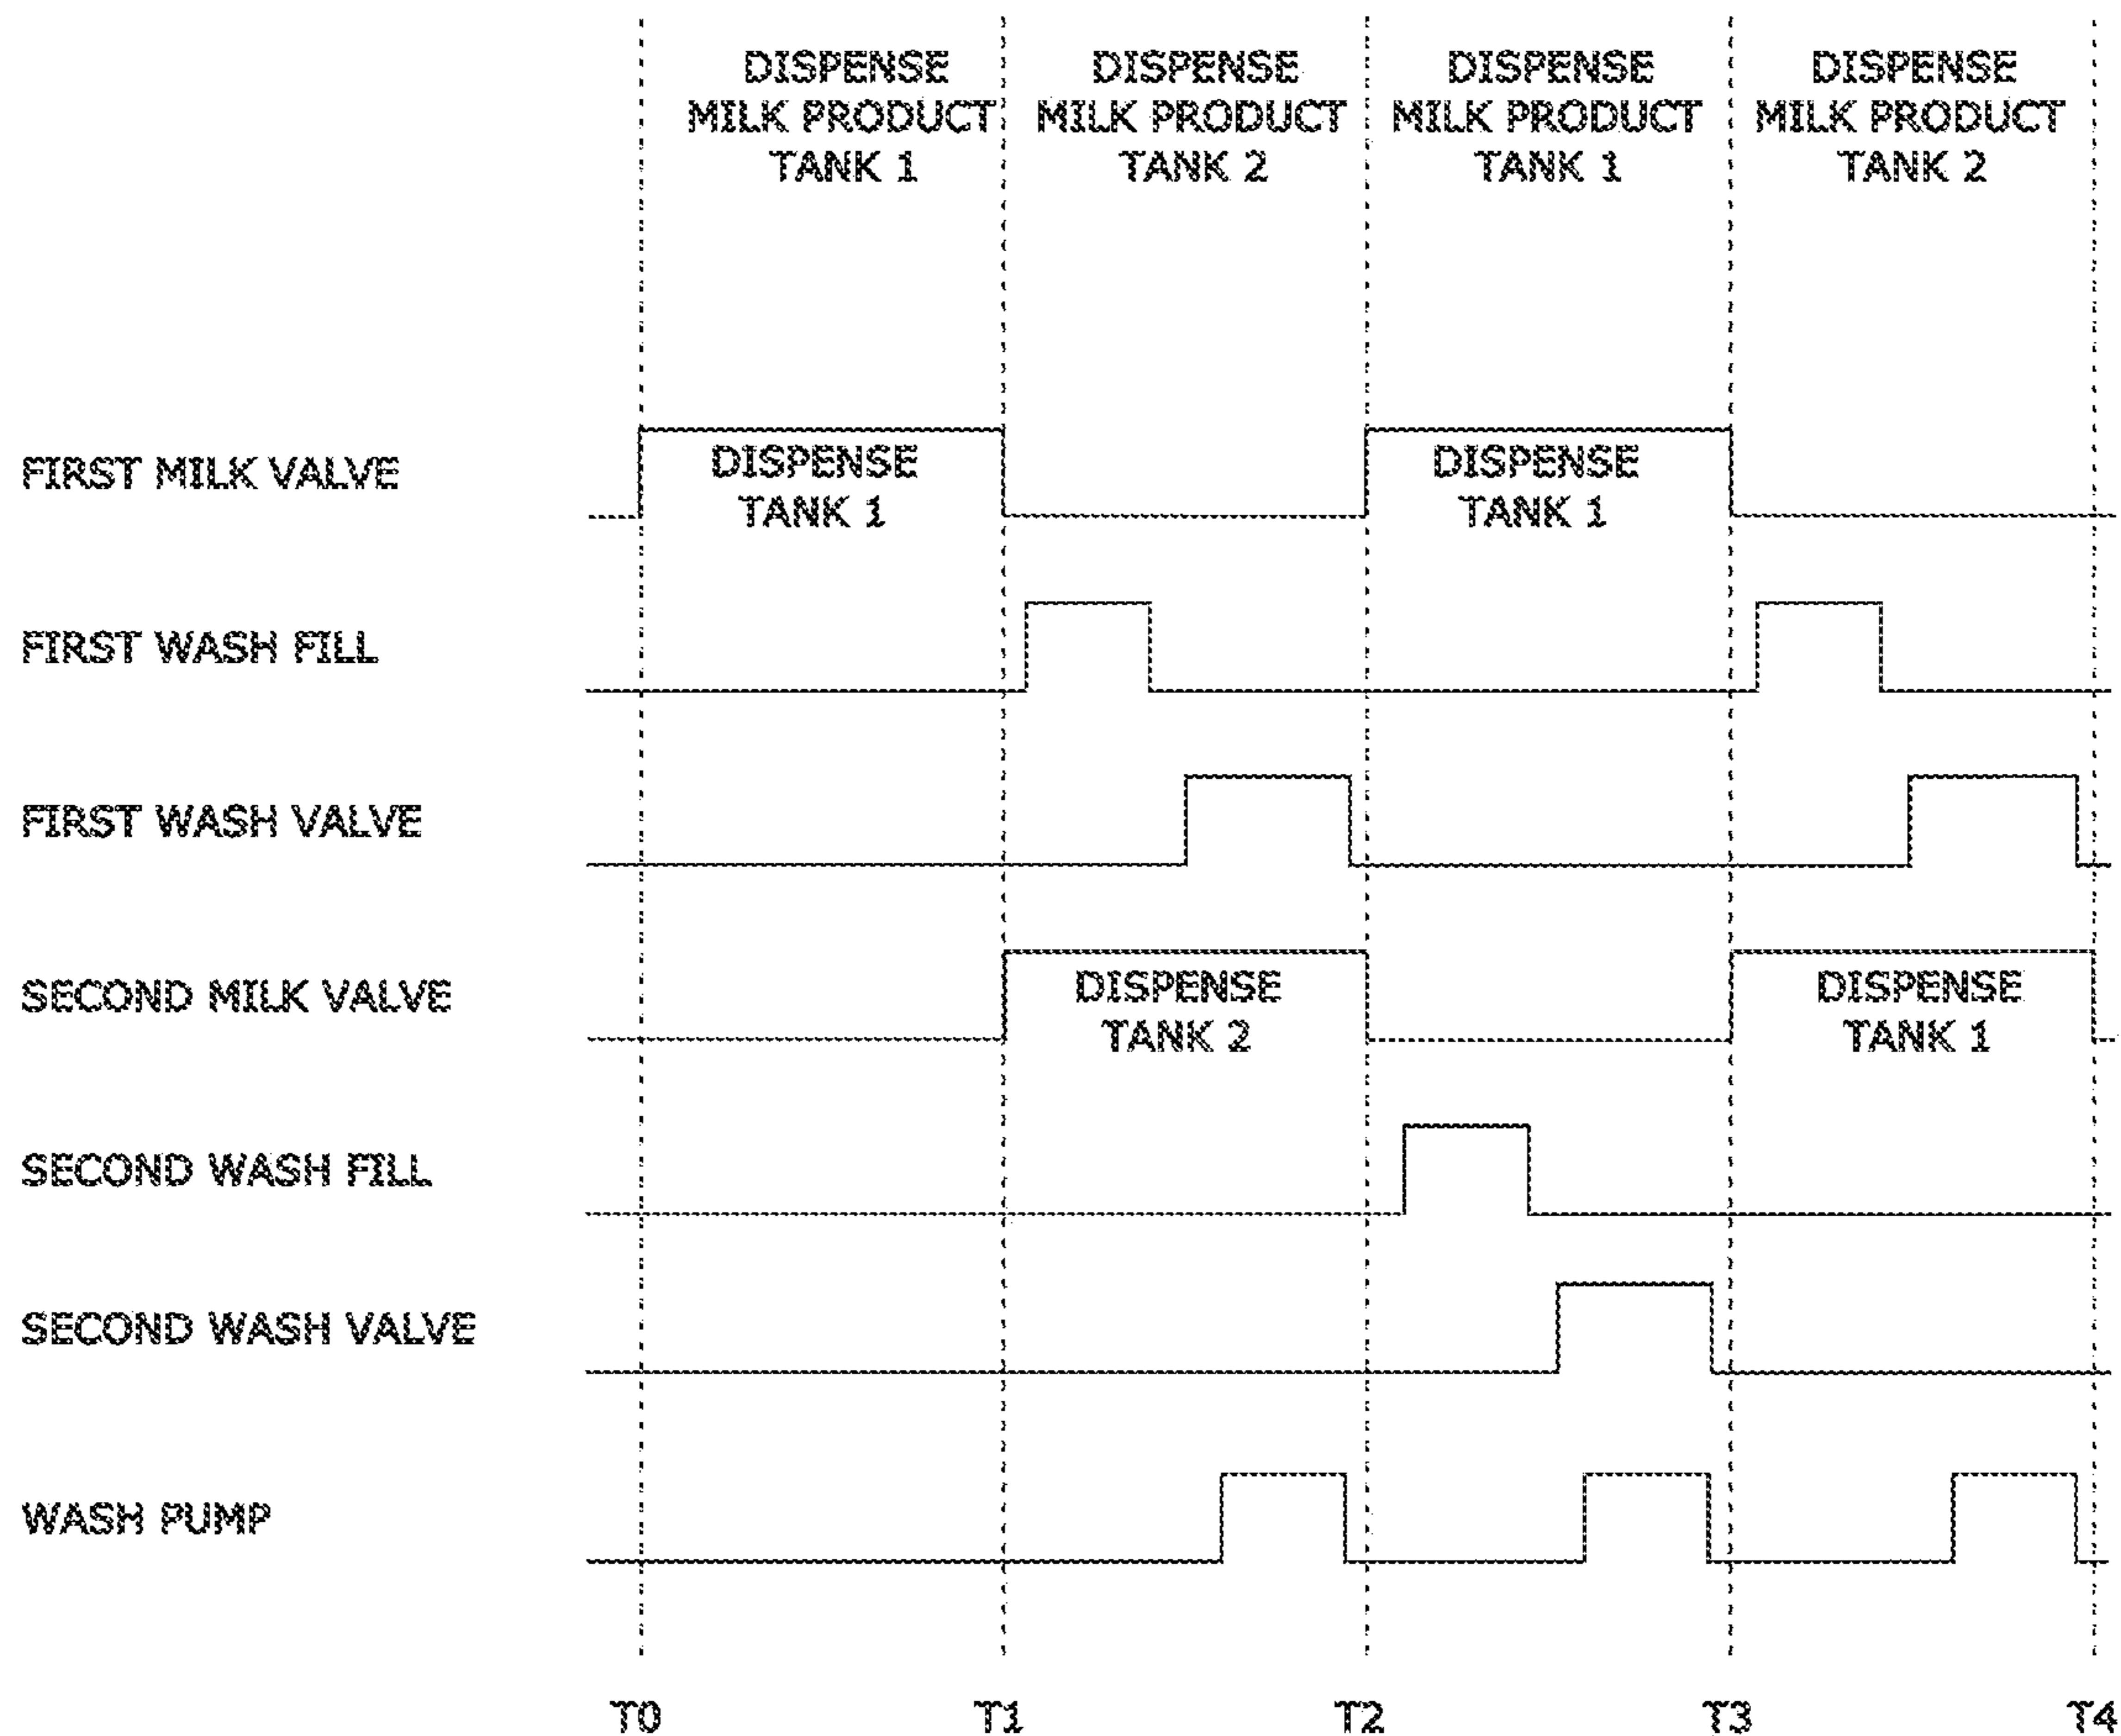 DISPENSE
MILK PRODUCT
TANK 1
DISPENSE
MILK PRODUCT
TANK 2
DISPENSE
MILK PRODUCT
TANK 1
DISPENSE
MILK PRODUCT
TANK 2
FIRST MILK VALVE
DISPENSE
TANK 1
DISPENSE
TANK 1
FIRST WASH FILL
FIRST WASH VALVE
SECOND MILK VALVE
DISPENSE
TANK 2
DISPENSE
TANK 1
SECOND WASH FILL
SECOND WASH VALVE
WASH PUMP
T0
T1
T2
T3
T4